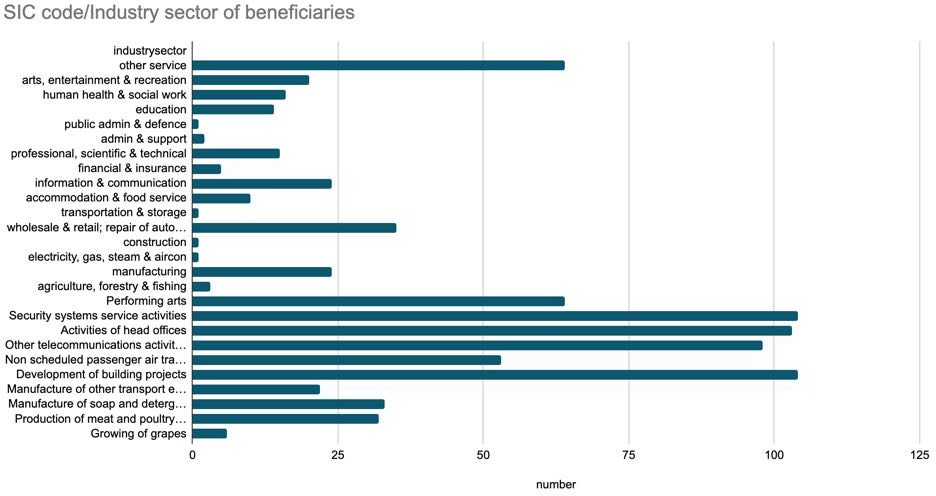 SIC code/Industry sector of beneficiaries
industrysector
other service
arts, entertainment & recreation
human health & social work
education
public admin & defence
admin & support
professional, scientific & technical
financial & insurance
information & communication
accommodation & food service
transportation & storage
wholesale & retail; repair of auto…
construction
electricity, gas, steam & aircon
manufacturing
agriculture, forestry & fishing
Performing arts
Security systems service activities
Activities of head offices
Other telecommunications activit…
Non scheduled passenger air tra…
Development of building projects
Manufacture of other transport e…
Manufacture of soap and deterg…
Production of meat and poultry…
Growing of grapes
0 25 50 75 100 125
number